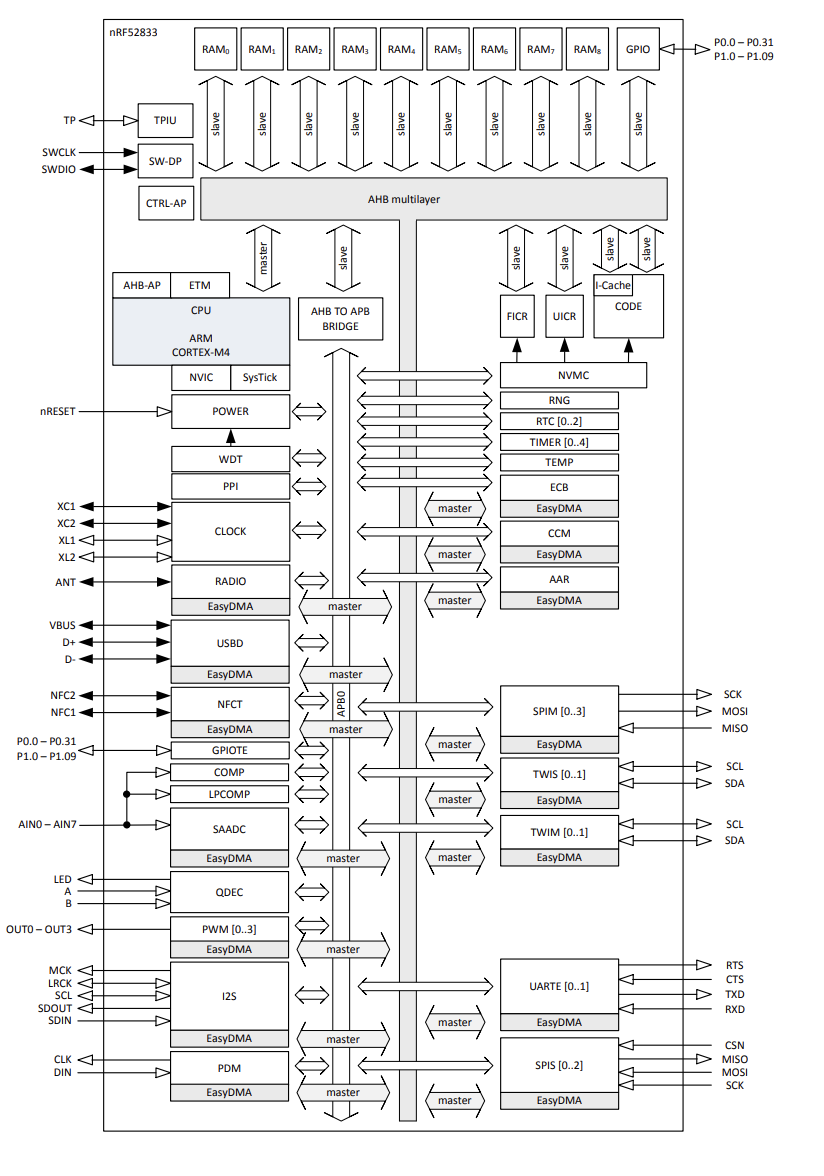 nRF52833
RAM0 RAM1 RAM2 RAM3 RAM4 RAM5 RAM6 RAM7 RAM8 GPIO
P0.0 – P0.31
P1.0 – P1.09
slave slave slave slave slave slave slave slave slave slave
TP TPIU
SWCLK
SW-DP
SWDIO
CTRL-AP
AHB multilayer
master slave slave slave slave slave
AHB-AP ETM
I-Cache
CPU
ARM
CORTEX-M4
AHB TO APB
BRIDGE
FICR UICR CODE
NVIC SysTick
NVMC
nRESET POWER
RNG
RTC [0..2]
TIMER [0..4]
WDT
TEMP
PPI
ECB
EasyDMA
master
XC1
XC2
XL1
XL2
CLOCK
CCM
EasyDMA
master
ANT RADIO
EasyDMA
master
AAR
EasyDMA
master
VBUS
D+
D-
USBD
EasyDMA
master
NFC2
NFC1
NFCT
EasyDMA
master
APB0
SPIM [0..3]
EasyDMA
master
SCK
MOSI
MISO
P0.0 – P0.31
P1.0 – P1.09
GPIOTE
COMP
LPCOMP
TWIS [0..1]
EasyDMA
master
SCL
SDA
AIN0 – AIN7
SAADC
EasyDMA
master
TWIM [0..1]
EasyDMA
master
SCL
SDA
LED
A
B
QDEC
OUT0 – OUT3 PWM [0..3]
EasyDMA
master
MCK
LRCK
SCL
SDOUT
SDIN
I2S
EasyDMA
master
UARTE [0..1]
EasyDMA
master
RTS
CTS
TXD
RXD
CLK
DIN
PDM
EasyDMA
master
SPIS [0..2]
EasyDMA
master
CSN
MISO
MOSI
SCK